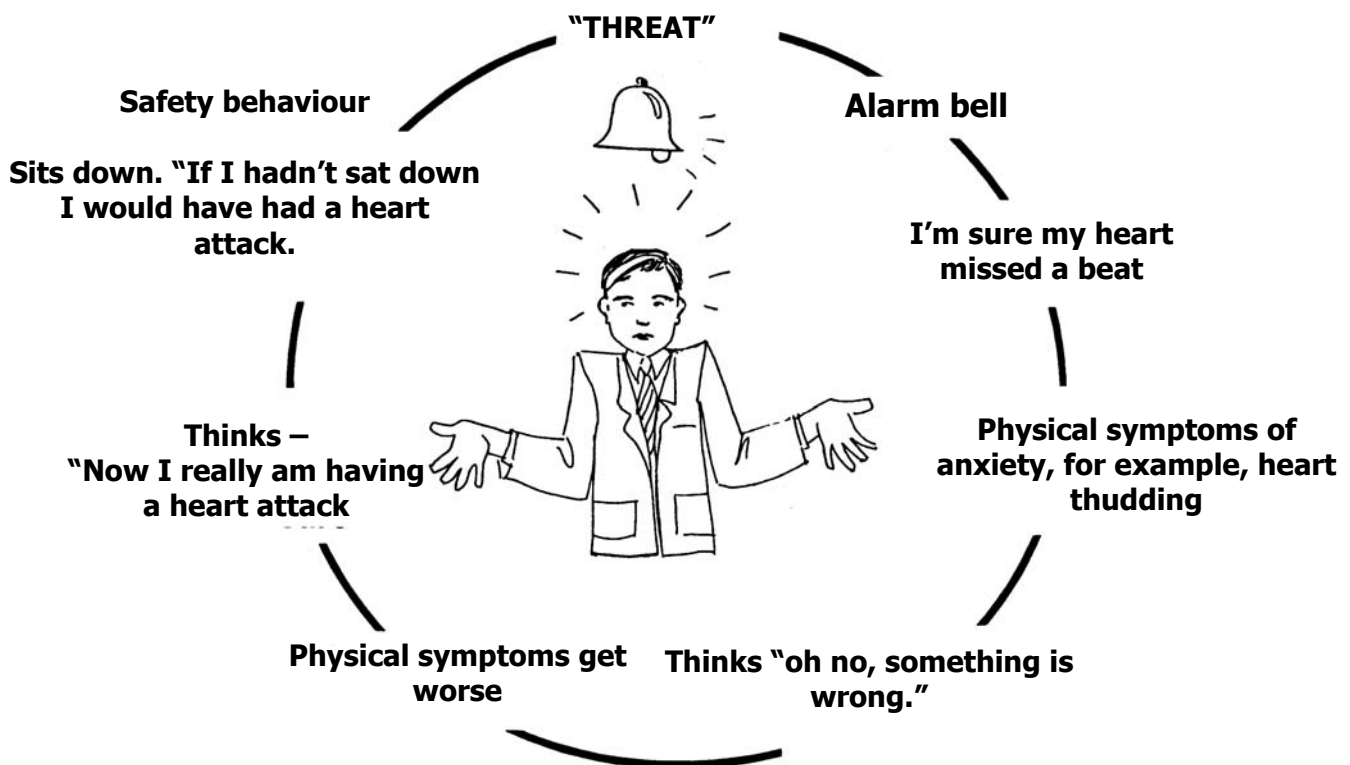 “THREAT”
Alarm bell
I’m sure my heart
missed a beat
Physical symptoms of
anxiety, for example, heart
thudding
Thinks “oh no, something is
wrong.”
Physical symptoms get
worse
Thinks –
“Now I really am having
a heart attack
Safety behaviour
Sits down. “If I hadn’t sat down
I would have had a heart
attack.